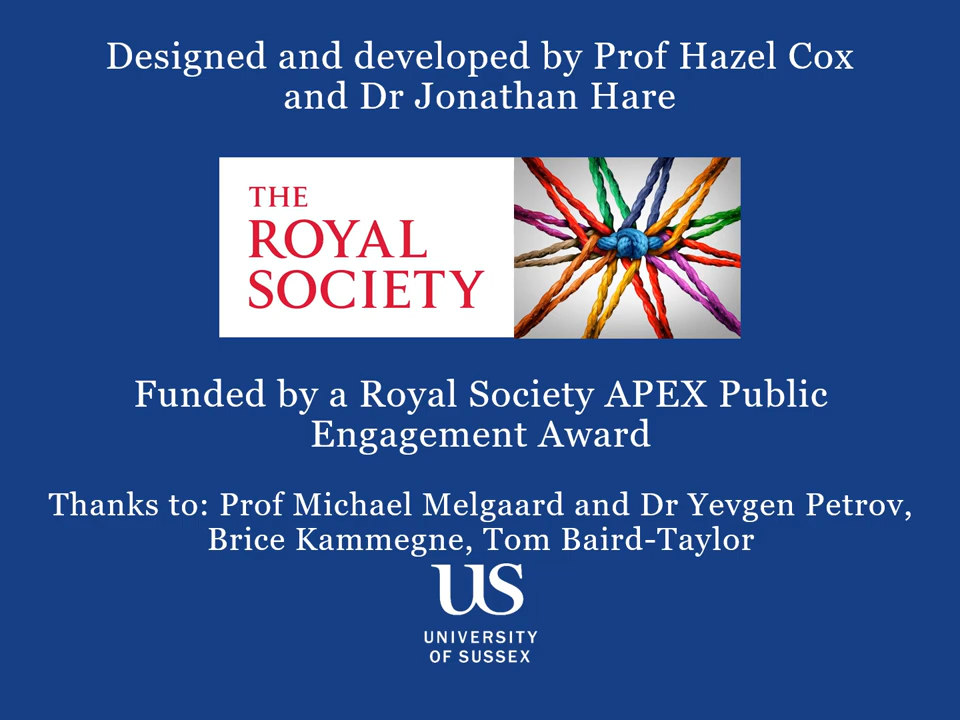 Designed and developed by Prof Hazel Cox
and Dr Jonathan Hare
THE
ROYAL
SOCIETY
Funded by a Royal Society APEX Public
Engagement Award
Thanks to: Prof Michael Melgaard and Dr Yevgen Petrov,
Brice Kammegne, Tom Baird-Taylor
US
UNIVERSITY
OF SUSSEX